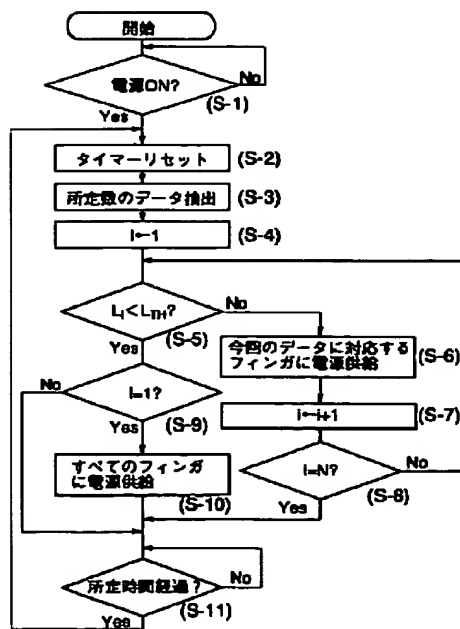 開始
電源ON?
No
(S-1)
Yes
タイマーリセット
(S-2)
所定数のデータ抽出
(S-3)
i←1
(S-4)
Li<LTH?
No
(S-5)
Yes
今回のデータに対応する
フィンガに電源供給
(S-6)
i←i+1
(S-7)
i=N?
No
(S-8)
Yes
No
i=1?
(S-9)
Yes
すべてのフィンガ
に電源供給
(S-10)
所定時間経過?
No
(S-11)
Yes